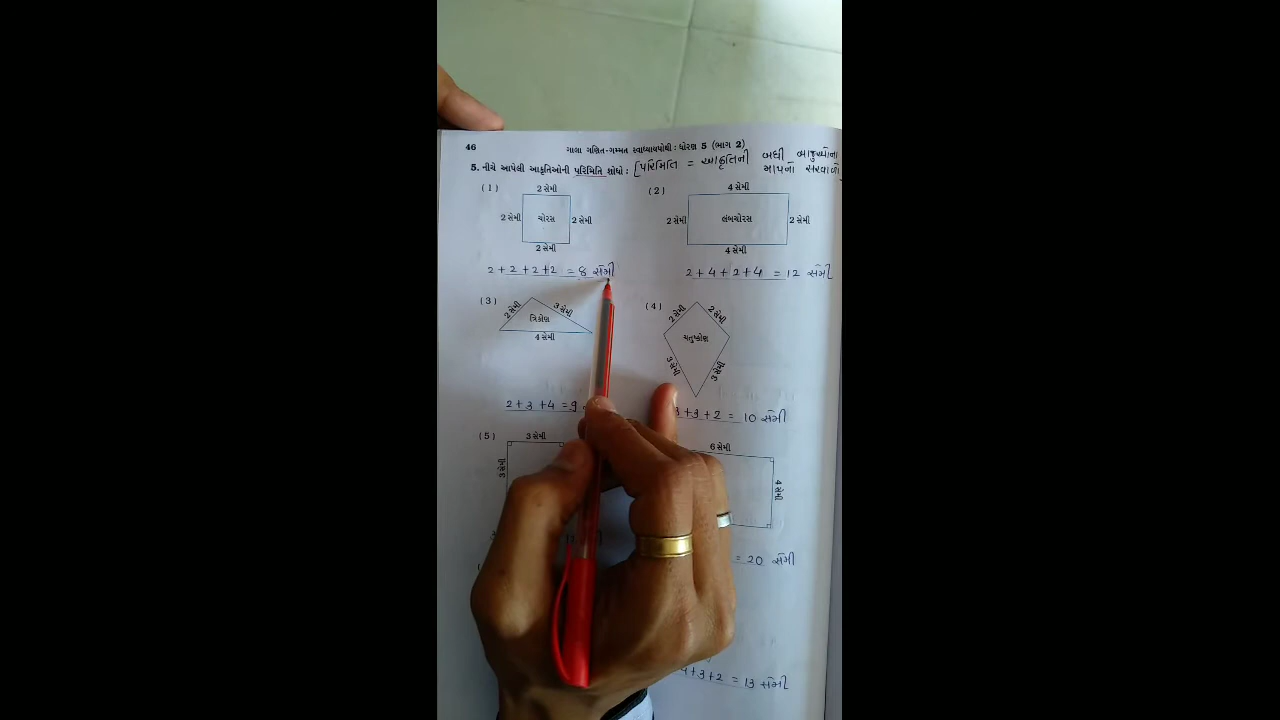 46 ગાલા ગણિત-ગમ્મત સ્વાધ્યાયપોથી : ધોરણ 5 (ભાગ 2)
5. નીચે આપેલી આકૃતિઓની પરિમિતિ શોધો : [પરિમિતિ = આકૃતિની બધી બાજુઓના
માપનો સરવાળો]
(1) 2 સેમી
2 સેમી ચોરસ 2 સેમી
2 સેમી
2 + 2 + 2 + 2 = 8 સેમી
(2) 4 સેમી
2 સેમી લંબચોરસ 2 સેમી
4 સેમી
2 + 4 + 2 + 4 = 12 સેમી
(3) 2 સેમી 3 સેમી
ત્રિકોણ
4 સેમી
2 + 3 + 4 = 9
(4) 2 સેમી 2 સેમી
ચતુષ્કોણ
3 સેમી 3 સેમી
3 + 3 + 2 = 10 સેમી
(5) 3 સેમી
3 સેમી
6 સેમી
4 સેમી
= 20 સેમી
4 + 3 + 2 = 13 સેમી